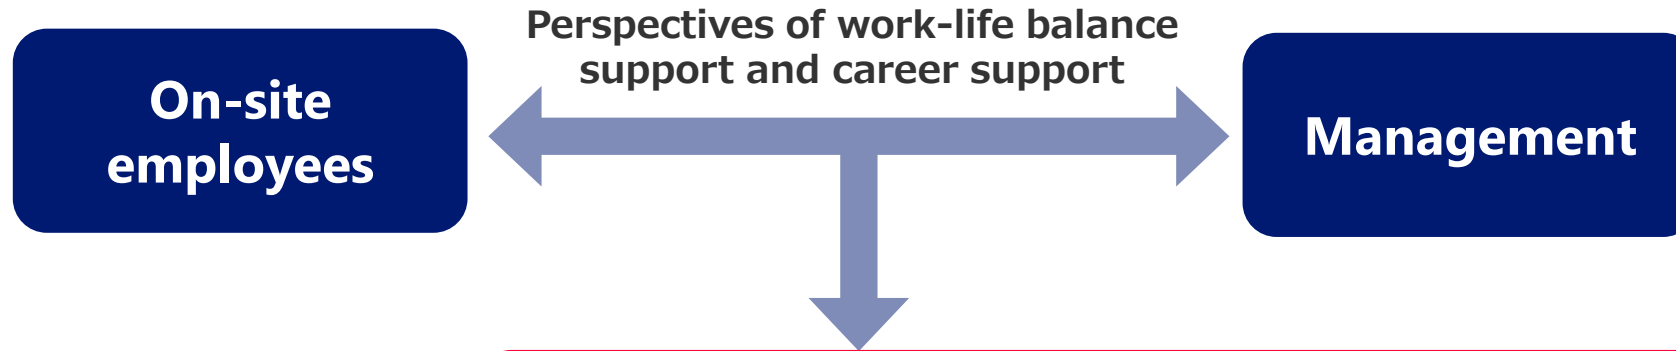 Perspectives of work-life balance
support and career support
On-site
employees
Management